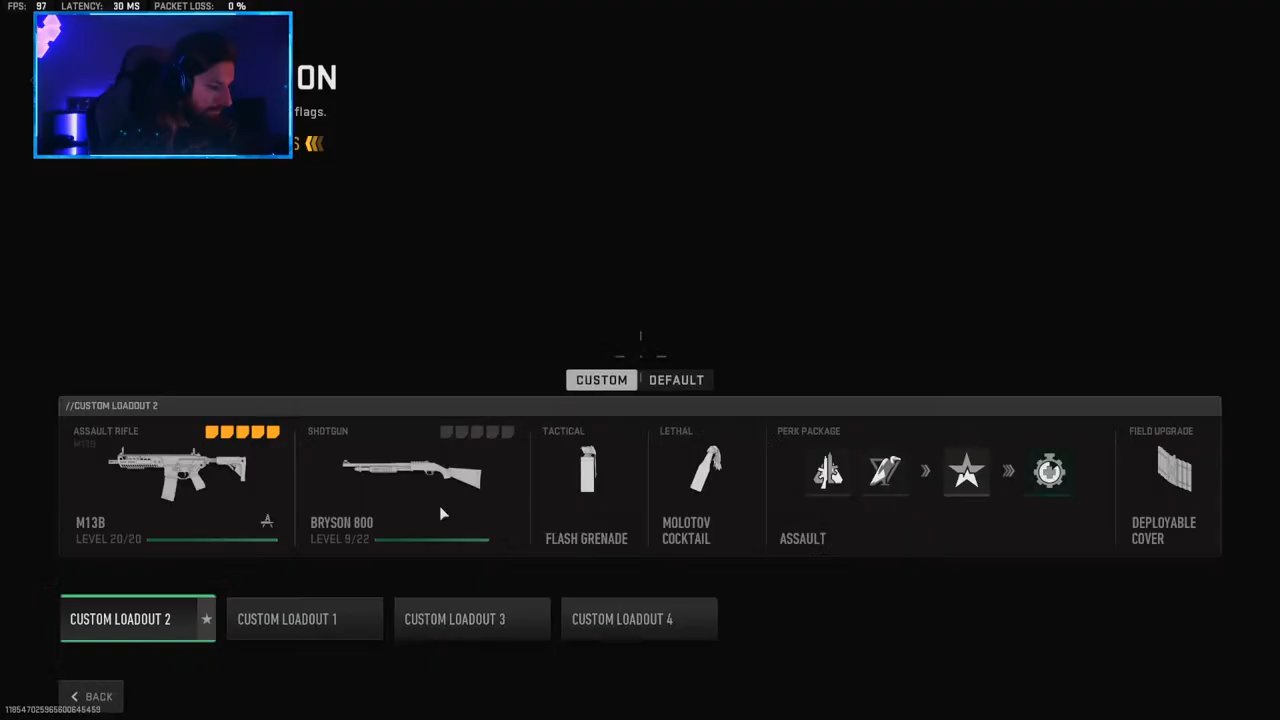 FPS: 97 LATENCY: 30 MS PACKET LOSS: 0 %
ON
flags.
S
CUSTOM DEFAULT
//CUSTOM LOADOUT 2
ASSAULT RIFLE
M13B
SHOTGUN
TACTICAL
LETHAL
PERK PACKAGE
FIELD UPGRADE
M13B
LEVEL 20/20
BRYSON 800
LEVEL 9/22
FLASH GRENADE
MOLOTOV
COCKTAIL
ASSAULT
DEPLOYABLE
COVER
CUSTOM LOADOUT 2
CUSTOM LOADOUT 1
CUSTOM LOADOUT 3
CUSTOM LOADOUT 4
BACK